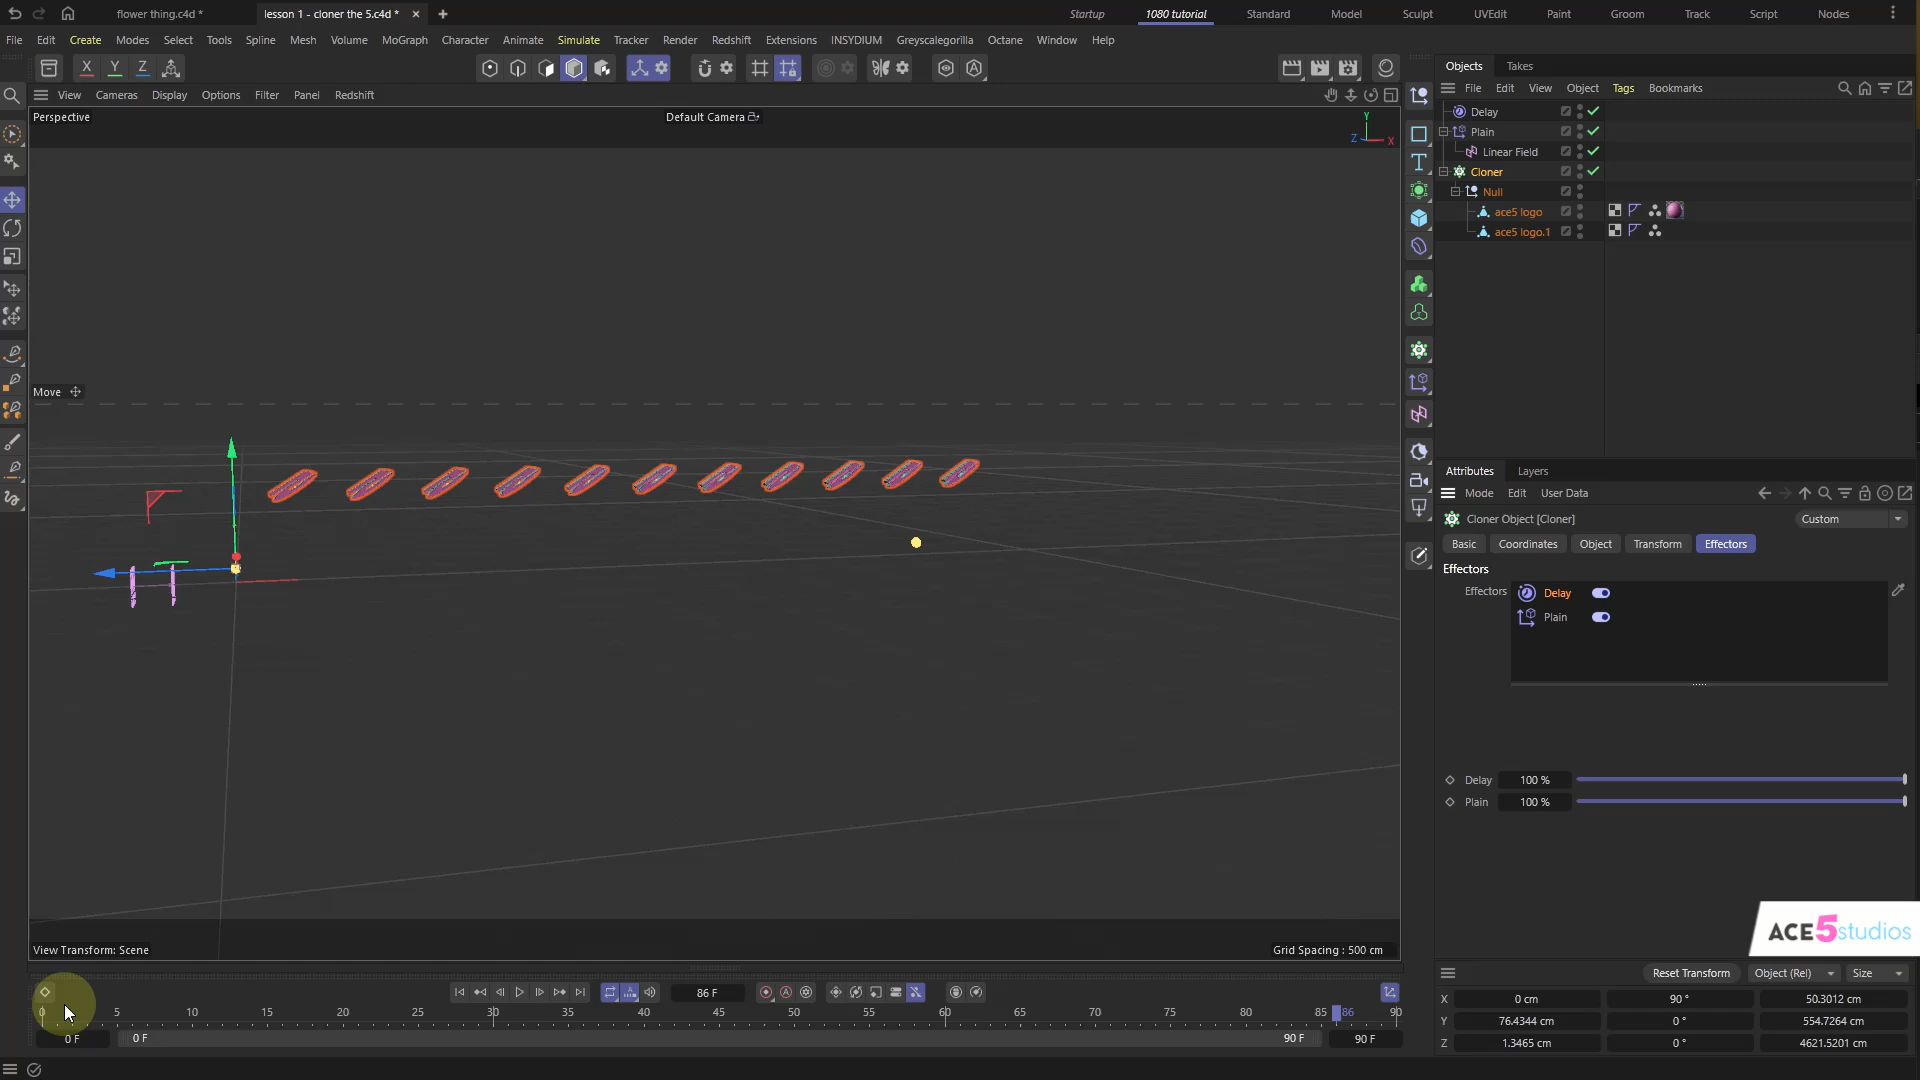 flower thing.c4d *
lesson 1 - cloner the 5.c4d *
Startup
1080 tutorial
Standard
Model
Sculpt
UVEdit
Paint
Groom
Track
Script
Nodes
File Edit Create Modes Select Tools Spline Mesh Volume MoGraph Character Animate Simulate Tracker Render Redshift Extensions INSYDIUM Greyscalegorilla Octane Window Help
X Y Z
Objects Takes
View Cameras Display Options Filter Panel Redshift
File Edit View Object Tags Bookmarks
Perspective
Default Camera
Y
Z X
Delay
Plain
Linear Field
Cloner
Null
ace5 logo
ace5 logo.1
Move
Attributes Layers
Mode Edit User Data
Cloner Object [Cloner]
Custom
Basic Coordinates Object Transform Effectors
Effectors
Effectors
Delay
Plain
Delay 100 %
Plain 100 %
ACE5studios
View Transform: Scene
Grid Spacing : 500 cm
86 F
0 5 10 15 20 25 30 35 40 45 50 55 60 65 70 75 80 85 86 90
0 F
0 F
90 F
90 F
Reset Transform Object (Rel) Size
X 0 cm 90 ° 50.3012 cm
Y 76.4344 cm 0 ° 554.7264 cm
Z 1.3465 cm 0 ° 4621.5201 cm